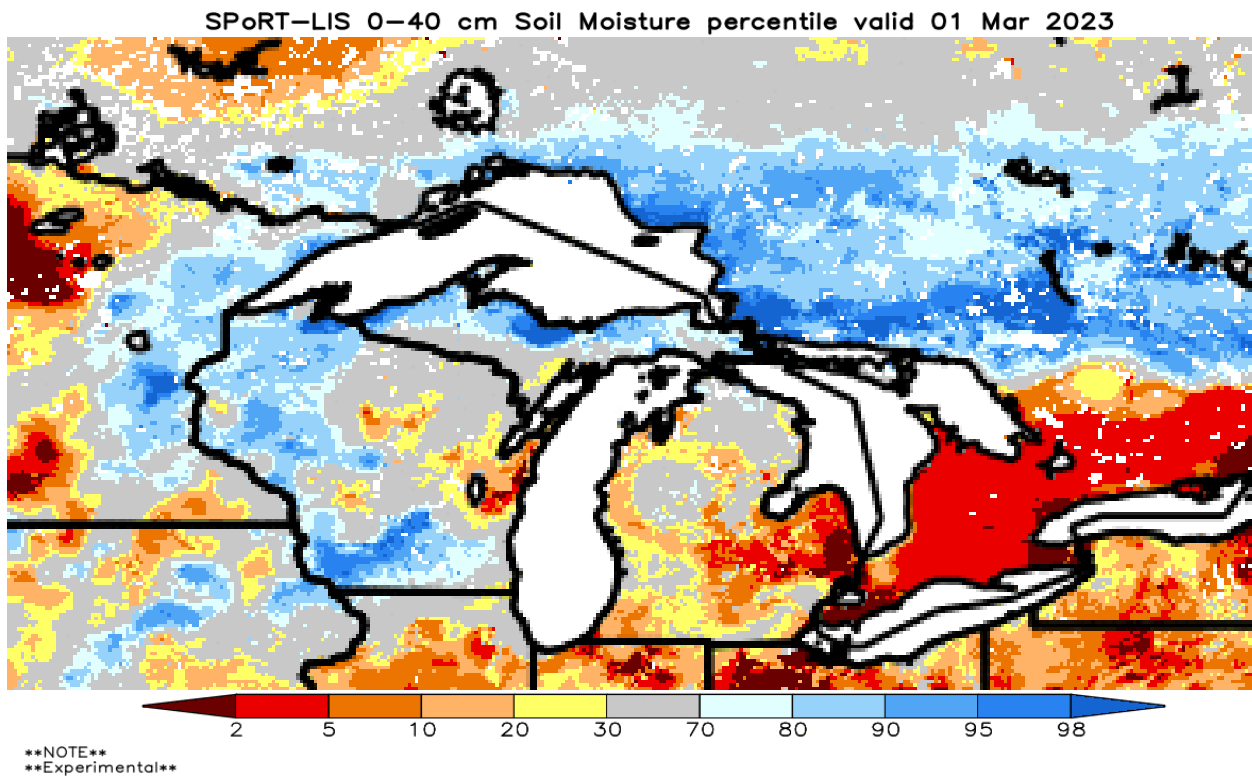 SPoRT-LIS 0-40 cm Soil Moisture percentile valid 01 Mar 2023
2 5 10 20 30 70 80 90 95 98
**NOTE**
**Experimental**